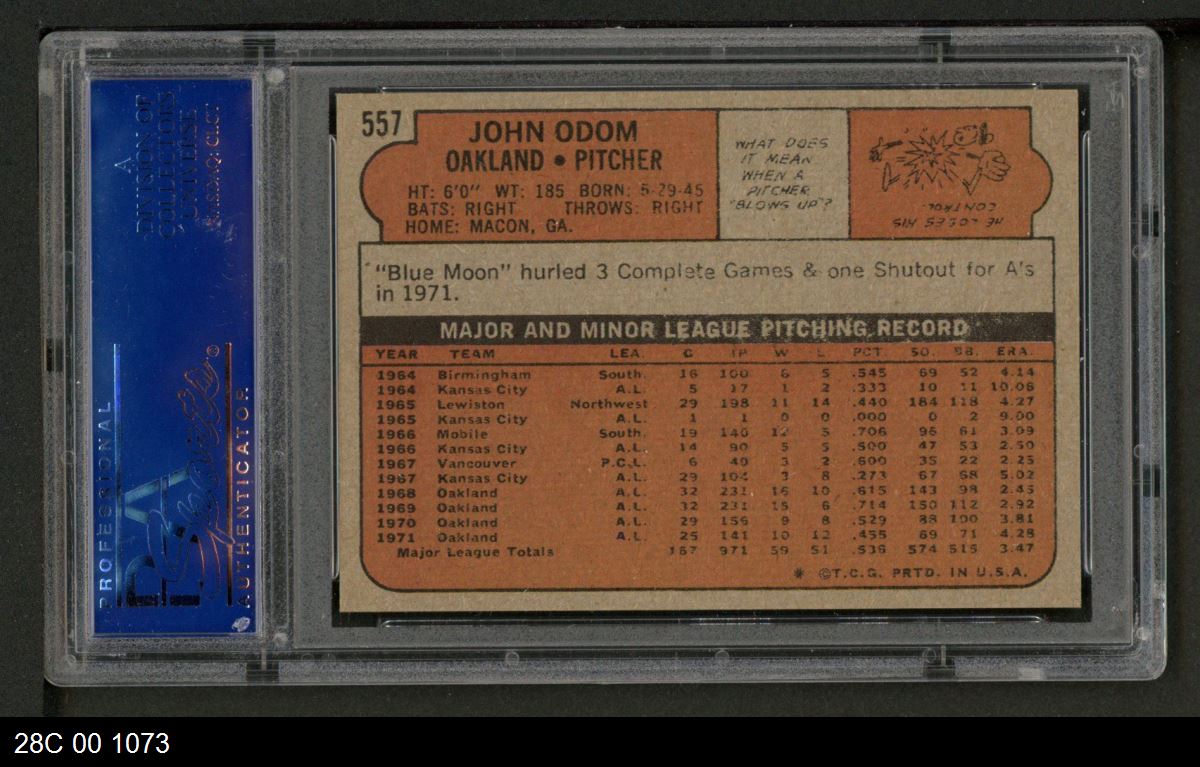 A
DIVISION OF
COLLECTORS
UNIVERSE
NASDAQ: CLCT
PROFESSIONAL
PSA
AUTHENTICATOR
557
JOHN ODOM
OAKLAND • PITCHER
HT: 6'0" WT: 185 BORN: 5-29-45
BATS: RIGHT THROWS: RIGHT
HOME: MACON, GA.
WHAT DOES
IT MEAN
WHEN A
PITCHER
"BLOWS UP"?
HE LOSES HIS
CONTROL.
"Blue Moon" hurled 3 Complete Games & one Shutout for A's
in 1971.
MAJOR AND MINOR LEAGUE PITCHING RECORD
YEAR TEAM LEA. G IP W L PCT. SO. BB. ERA.
1964 Birmingham South. 16 100 6 5 .545 69 52 4.14
1964 Kansas City A.L. 5 17 1 2 .333 10 11 10.06
1965 Lewiston Northwest 29 198 11 14 .440 184 118 4.27
1965 Kansas City A.L. 1 1 0 0 .000 0 2 9.00
1966 Mobile South. 19 140 12 5 .706 96 61 3.09
1966 Kansas City A.L. 14 90 5 5 .500 47 53 2.50
1967 Vancouver P.C.L. 6 40 3 2 .600 35 22 2.25
1967 Kansas City A.L. 29 104 3 8 .273 67 68 5.02
1968 Oakland A.L. 32 231 16 10 .615 143 98 2.45
1969 Oakland A.L. 32 231 15 6 .714 150 112 2.92
1970 Oakland A.L. 29 156 9 8 .529 88 100 3.81
1971 Oakland A.L. 25 141 10 12 .455 69 71 4.28
Major League Totals 167 971 59 51 .536 574 515 3.47
* ©T.C.G. PRTD. IN U.S.A.
28C 00 1073